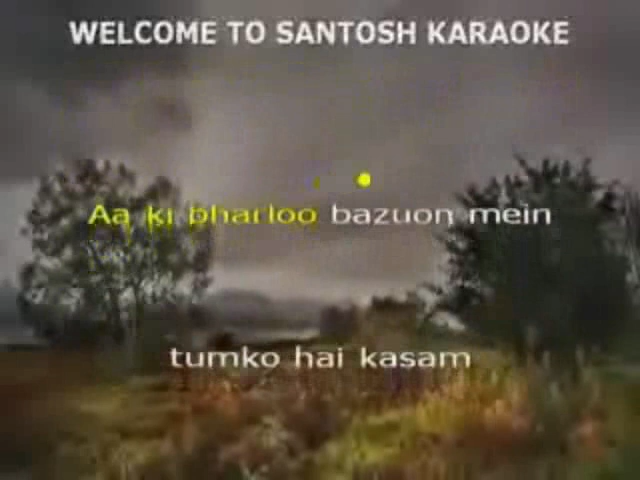 WELCOME TO SANTOSH KARAOKE
Aa ki bharloo bazuon mein
tumko hai kasam